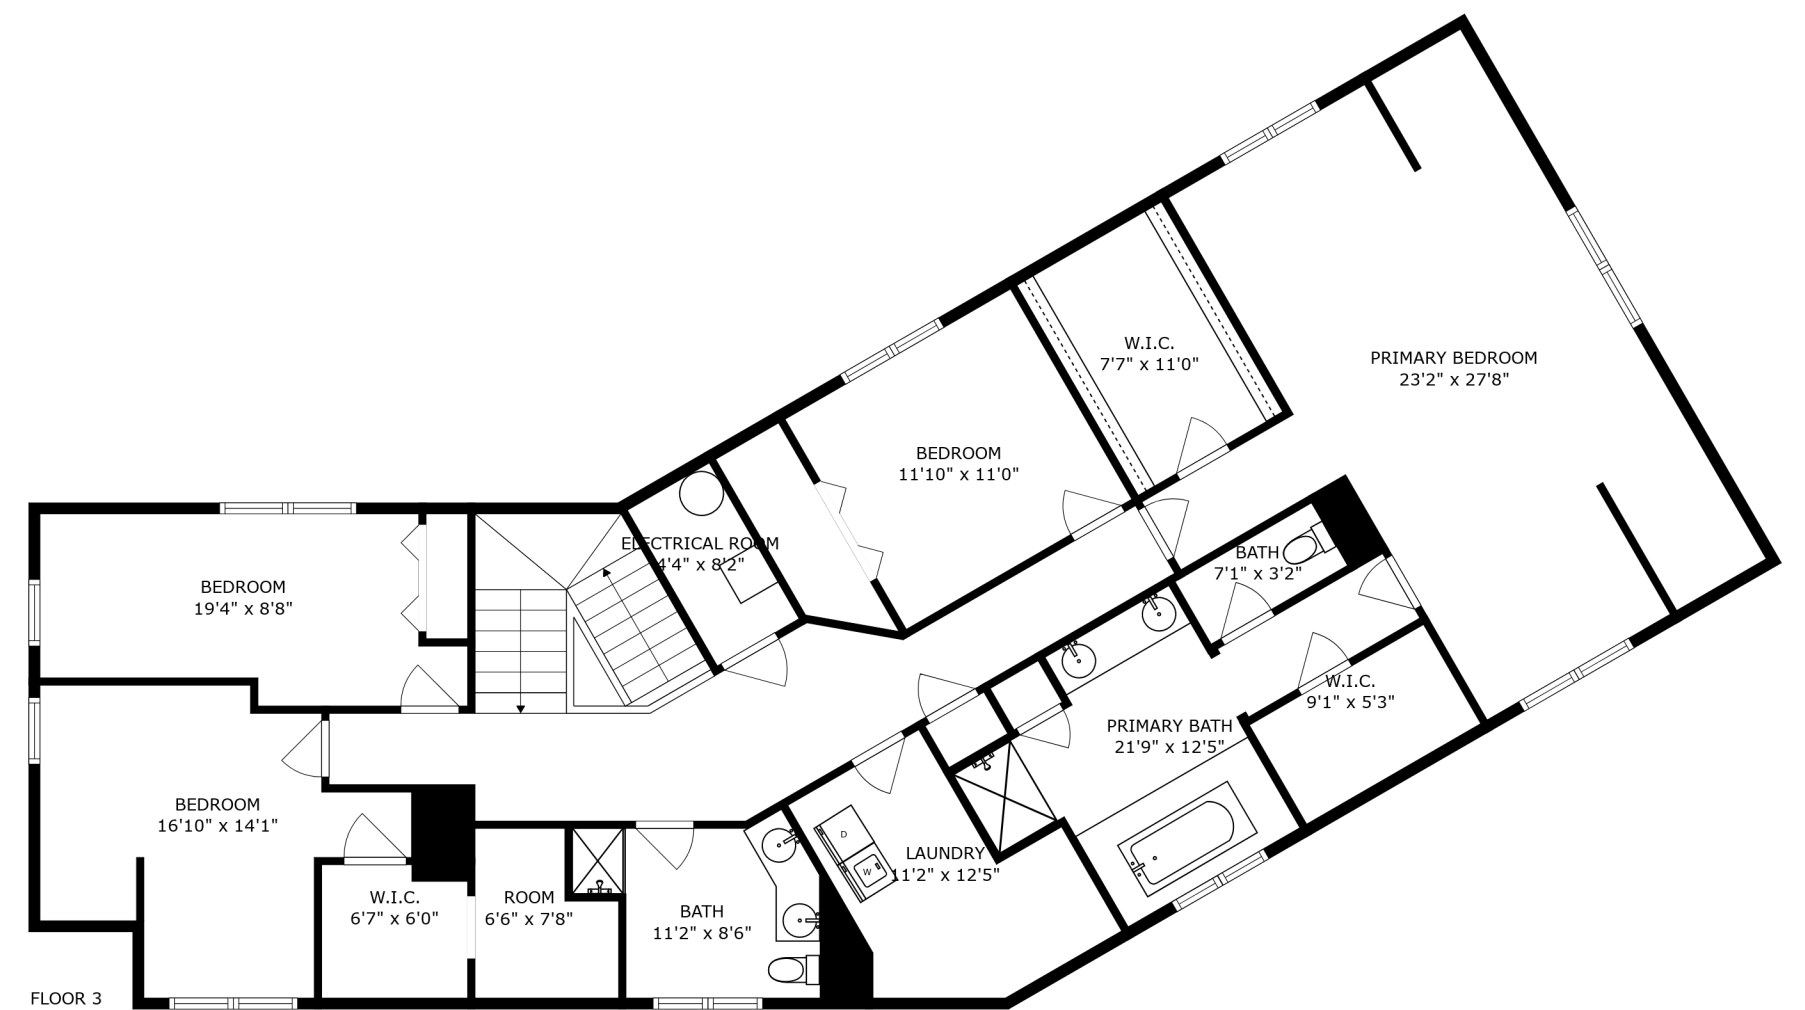 PRIMARY BEDROOM
23'2" x 27'8"
W.I.C.
7'7" x 11'0"
BEDROOM
11'10" x 11'0"
ELECTRICAL ROOM
4'4" x 8'2"
BATH
7'1" x 3'2"
BEDROOM
19'4" x 8'8"
W.I.C.
9'1" x 5'3"
PRIMARY BATH
21'9" x 12'5"
BEDROOM
16'10" x 14'1"
D
W
LAUNDRY
11'2" x 12'5"
W.I.C.
6'7" x 6'0"
ROOM
6'6" x 7'8"
BATH
11'2" x 8'6"
FLOOR 3